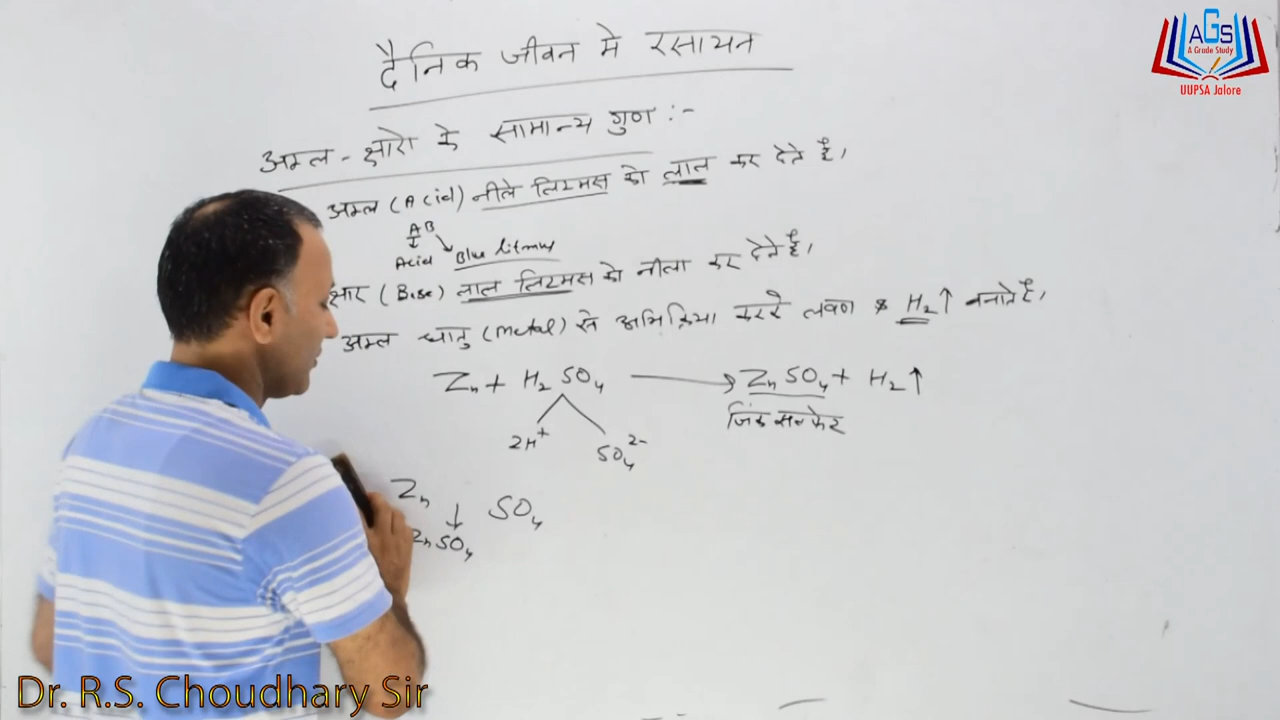 दैनिक जीवन मे रसायन
AGS
A Grade Study
UUPSA Jalore
अम्ल - क्षारो के सामान्य गुण :-
अम्ल (Acid) नीले लिटमस को लाल कर देते है।
AB
Acid Blue litmus
क्षार (Base) लाल लिटमस को नीला कर देते है।
अम्ल धातु (metal) से अभिक्रिया करके लवण & H₂↑ बनाते है।
Zn + H₂SO₄ → ZnSO₄ + H₂↑
जिंक सल्फेट
2H⁺ SO₄²⁻
Zn SO₄
↓
ZnSO₄
Dr. R.S. Choudhary Sir